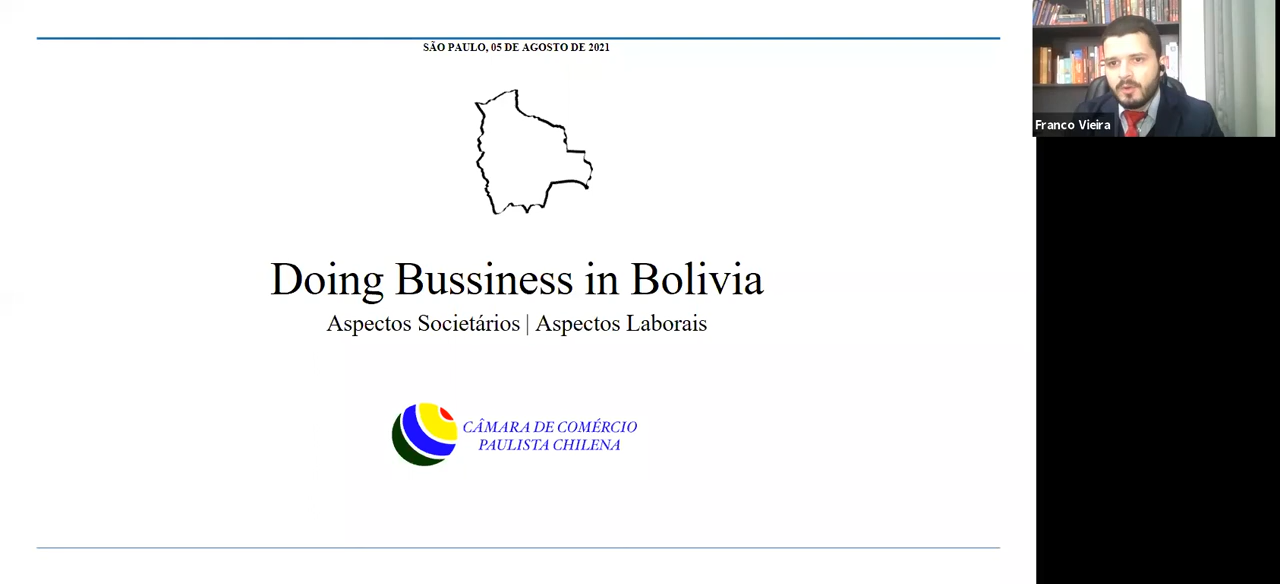 SÃO PAULO, 05 DE AGOSTO DE 2021
Doing Bussiness in Bolivia
Aspectos Societários | Aspectos Laborais
CÂMARA DE COMÉRCIO
PAULISTA CHILENA
Franco Vieira